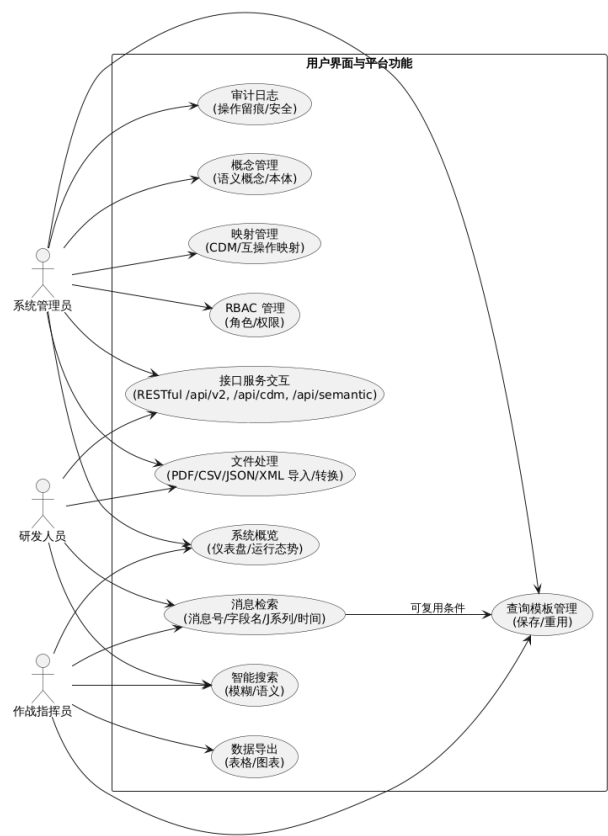 用户界面与平台功能
审计日志
(操作留痕/安全)
概念管理
(语义概念/本体)
映射管理
(CDM/互操作映射)
系统管理员
RBAC 管理
(角色/权限)
接口服务交互
(RESTful /api/v2, /api/cdm, /api/semantic)
文件处理
(PDF/CSV/JSON/XML 导入/转换)
研发人员
系统概览
(仪表盘/运行态势)
消息检索
(消息号/字段名/J系列/时间)
可复用条件
查询模板管理
(保存/重用)
智能搜索
(模糊/语义)
作战指挥员
数据导出
(表格/图表)